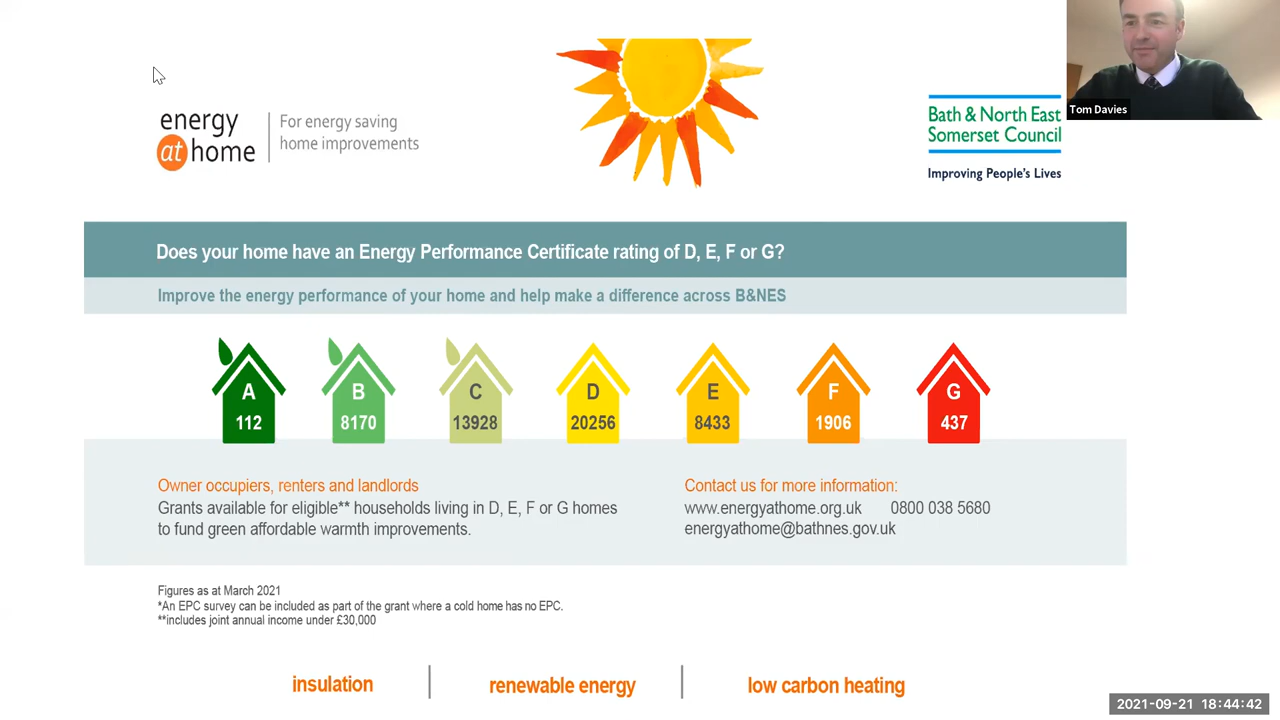 energy
at home
For energy saving
home improvements
Bath & North East
Somerset Council
Improving People's Lives
Tom Davies
Does your home have an Energy Performance Certificate rating of D, E, F or G?
Improve the energy performance of your home and help make a difference across B&NES
A
112
B
8170
C
13928
D
20256
E
8433
F
1906
G
437
Owner occupiers, renters and landlords
Grants available for eligible** households living in D, E, F or G homes
to fund green affordable warmth improvements.
Contact us for more information:
www.energyathome.org.uk 0800 038 5680
energyathome@bathnes.gov.uk
Figures as at March 2021
*An EPC survey can be included as part of the grant where a cold home has no EPC.
**includes joint annual income under £30,000
insulation
renewable energy
low carbon heating
2021-09-21 18:44:42